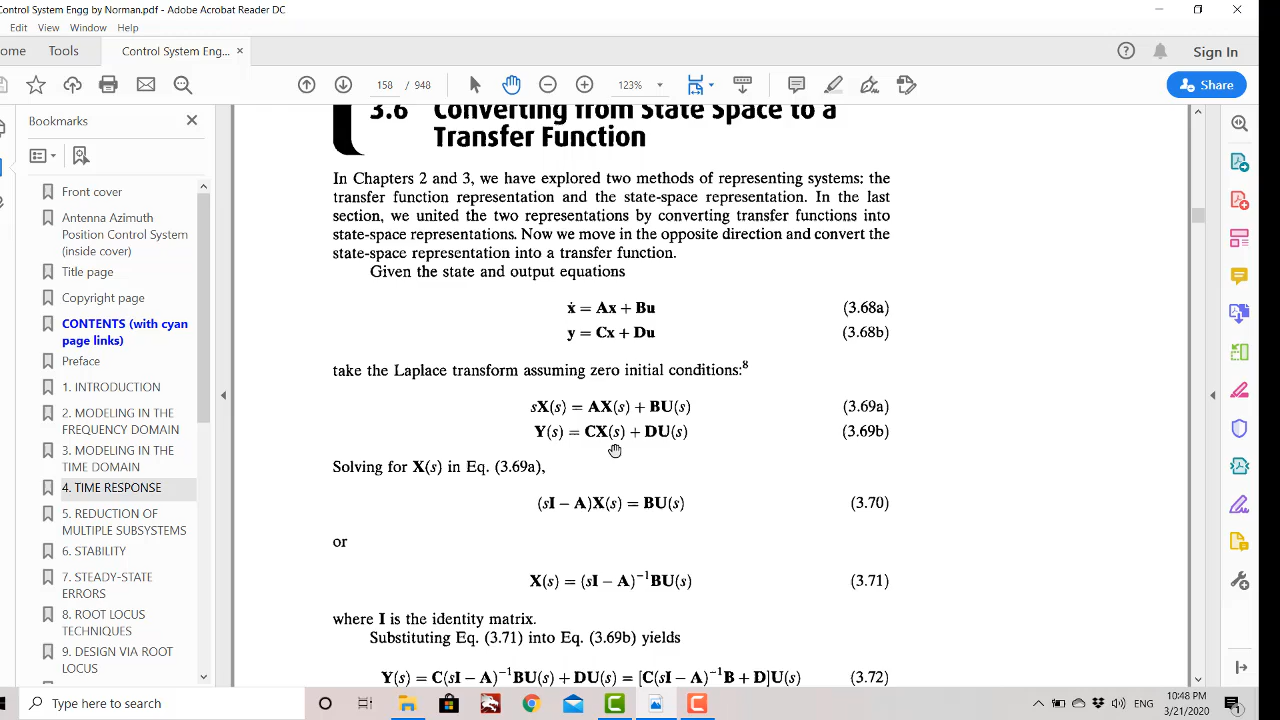 Control System Engg by Norman.pdf - Adobe Acrobat Reader DC
Edit View Window Help
ome Tools Control System Eng... ×
Sign In
158 / 948 123% Share
Bookmarks
Front cover
Antenna Azimuth
Position Control System
(inside cover)
Title page
Copyright page
CONTENTS (with cyan
page links)
Preface
1. INTRODUCTION
2. MODELING IN THE
FREQUENCY DOMAIN
3. MODELING IN THE
TIME DOMAIN
4. TIME RESPONSE
5. REDUCTION OF
MULTIPLE SUBSYSTEMS
6. STABILITY
7. STEADY-STATE
ERRORS
8. ROOT LOCUS
TECHNIQUES
9. DESIGN VIA ROOT
LOCUS
3.6 Converting from State Space to a
Transfer Function
In Chapters 2 and 3, we have explored two methods of representing systems: the
transfer function representation and the state-space representation. In the last
section, we united the two representations by converting transfer functions into
state-space representations. Now we move in the opposite direction and convert the
state-space representation into a transfer function.
Given the state and output equations
ẋ = Ax + Bu (3.68a)
y = Cx + Du (3.68b)
take the Laplace transform assuming zero initial conditions:⁸
sX(s) = AX(s) + BU(s) (3.69a)
Y(s) = CX(s) + DU(s) (3.69b)
Solving for X(s) in Eq. (3.69a),
(sI − A)X(s) = BU(s) (3.70)
or
X(s) = (sI − A)⁻¹BU(s) (3.71)
where I is the identity matrix.
Substituting Eq. (3.71) into Eq. (3.69b) yields
Y(s) = C(sI − A)⁻¹BU(s) + DU(s) = [C(sI − A)⁻¹B + D]U(s) (3.72)
Type here to search
10:48 PM
3/21/2020
1